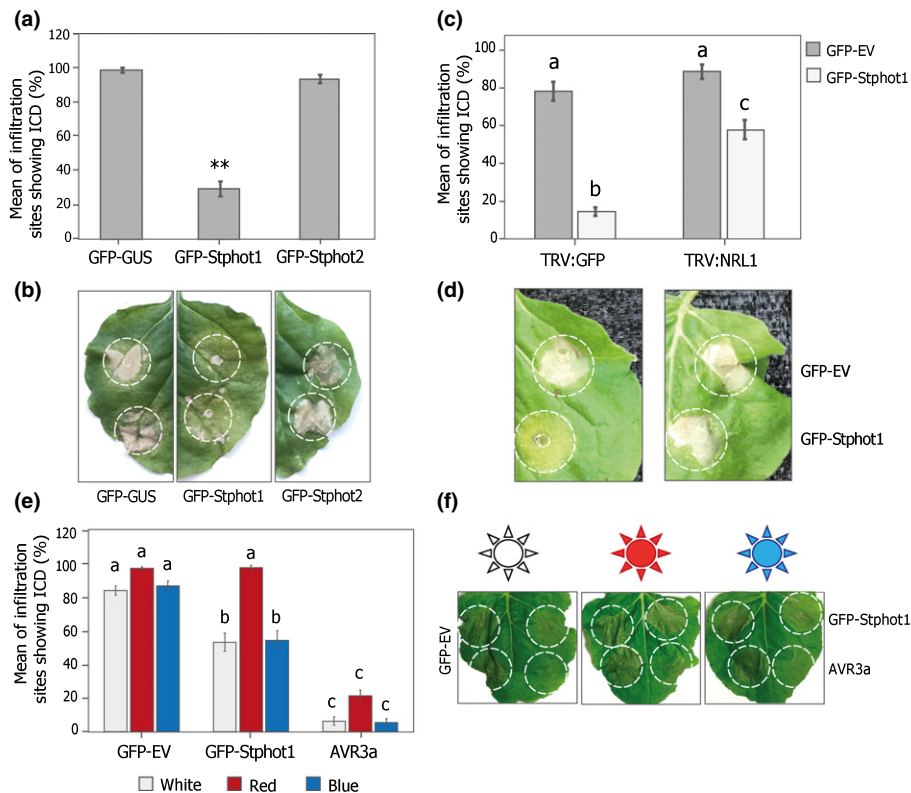 (a)
Mean of infiltration
sites showing ICD (%)
120
100
80
60
40
20
0
**
GFP-GUS
GFP-Stphot1
GFP-Stphot2
(c)
Mean of infiltration
sites showing ICD (%)
100
80
60
40
20
0
a
b
a
c
TRV:GFP
TRV:NRL1
GFP-EV
GFP-Stphot1
(b)
GFP-GUS
GFP-Stphot1
GFP-Stphot2
(d)
GFP-EV
GFP-Stphot1
(e)
Mean of infiltration
sites showing ICD (%)
120
100
80
60
40
20
0
a
a
a
b
a
b
c
c
c
GFP-EV
GFP-Stphot1
AVR3a
White
Red
Blue
(f)
GFP-EV
GFP-Stphot1
AVR3a